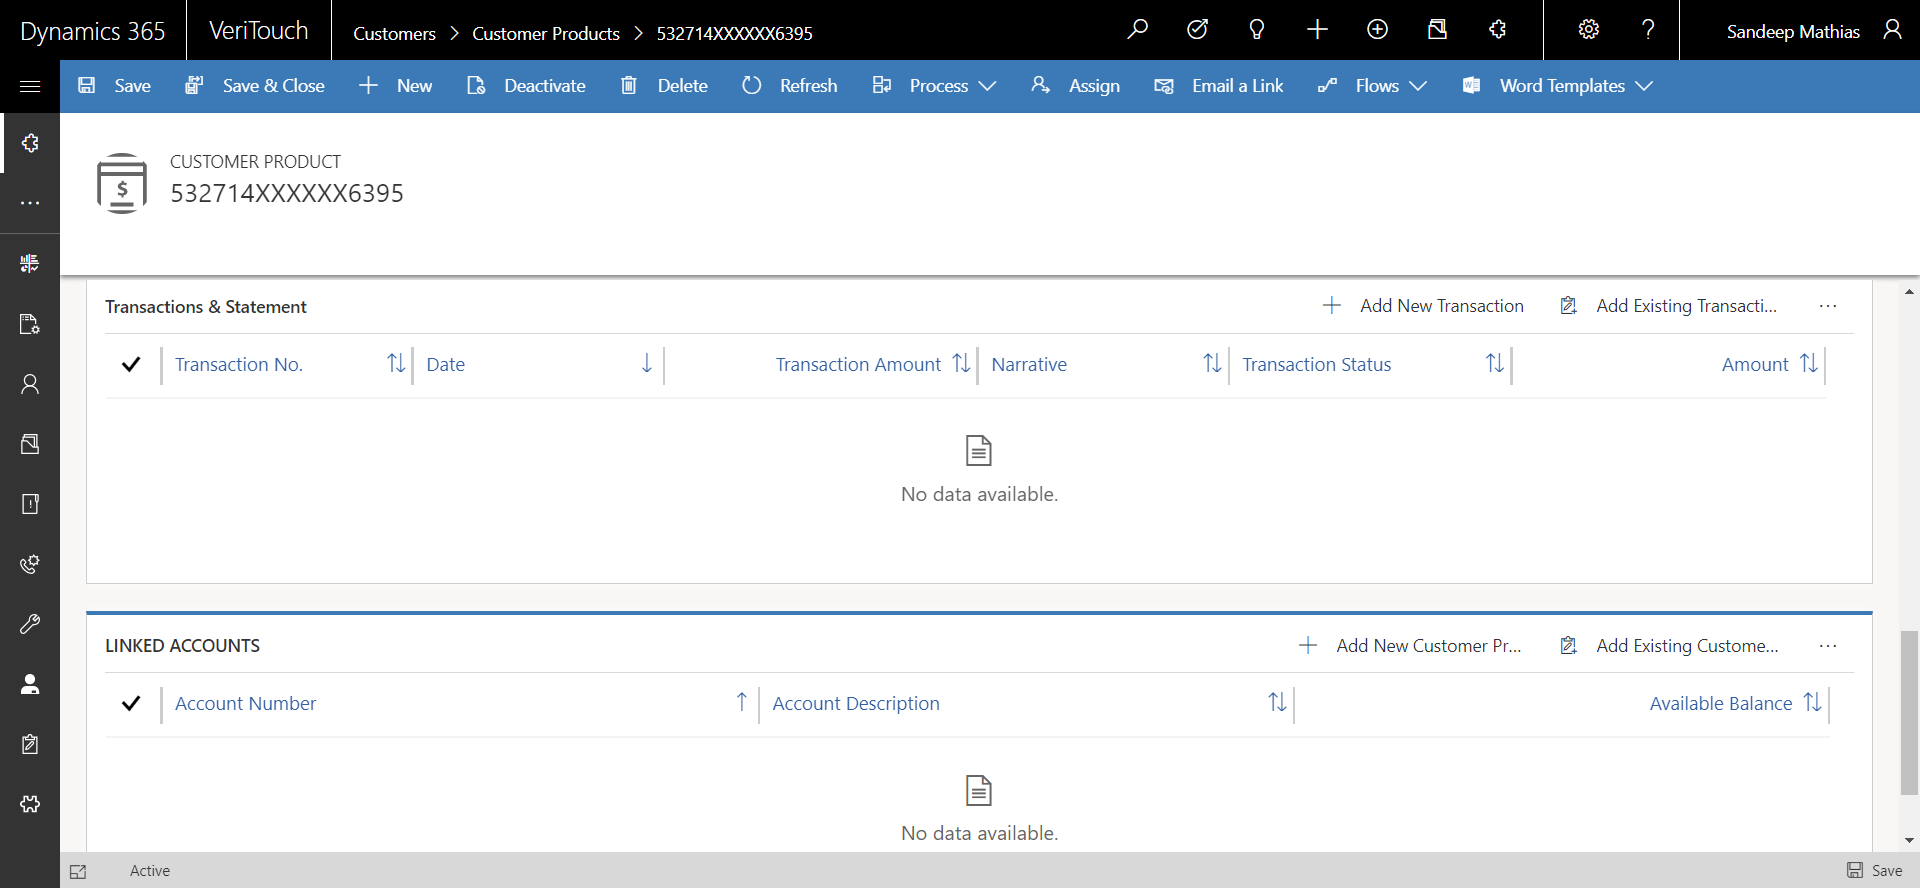 Dynamics 365
VeriTouch
Customers > Customer Products > 532714XXXXXX6395
Sandeep Mathias
Save
Save & Close
New
Deactivate
Delete
Refresh
Process
Assign
Email a Link
Flows
Word Templates
CUSTOMER PRODUCT
532714XXXXXX6395
Transactions & Statement
Add New Transaction
Add Existing Transacti...
Transaction No.
Date
Transaction Amount
Narrative
Transaction Status
Amount
No data available.
LINKED ACCOUNTS
Add New Customer Pr...
Add Existing Custome...
Account Number
Account Description
Available Balance
No data available.
Active
Save